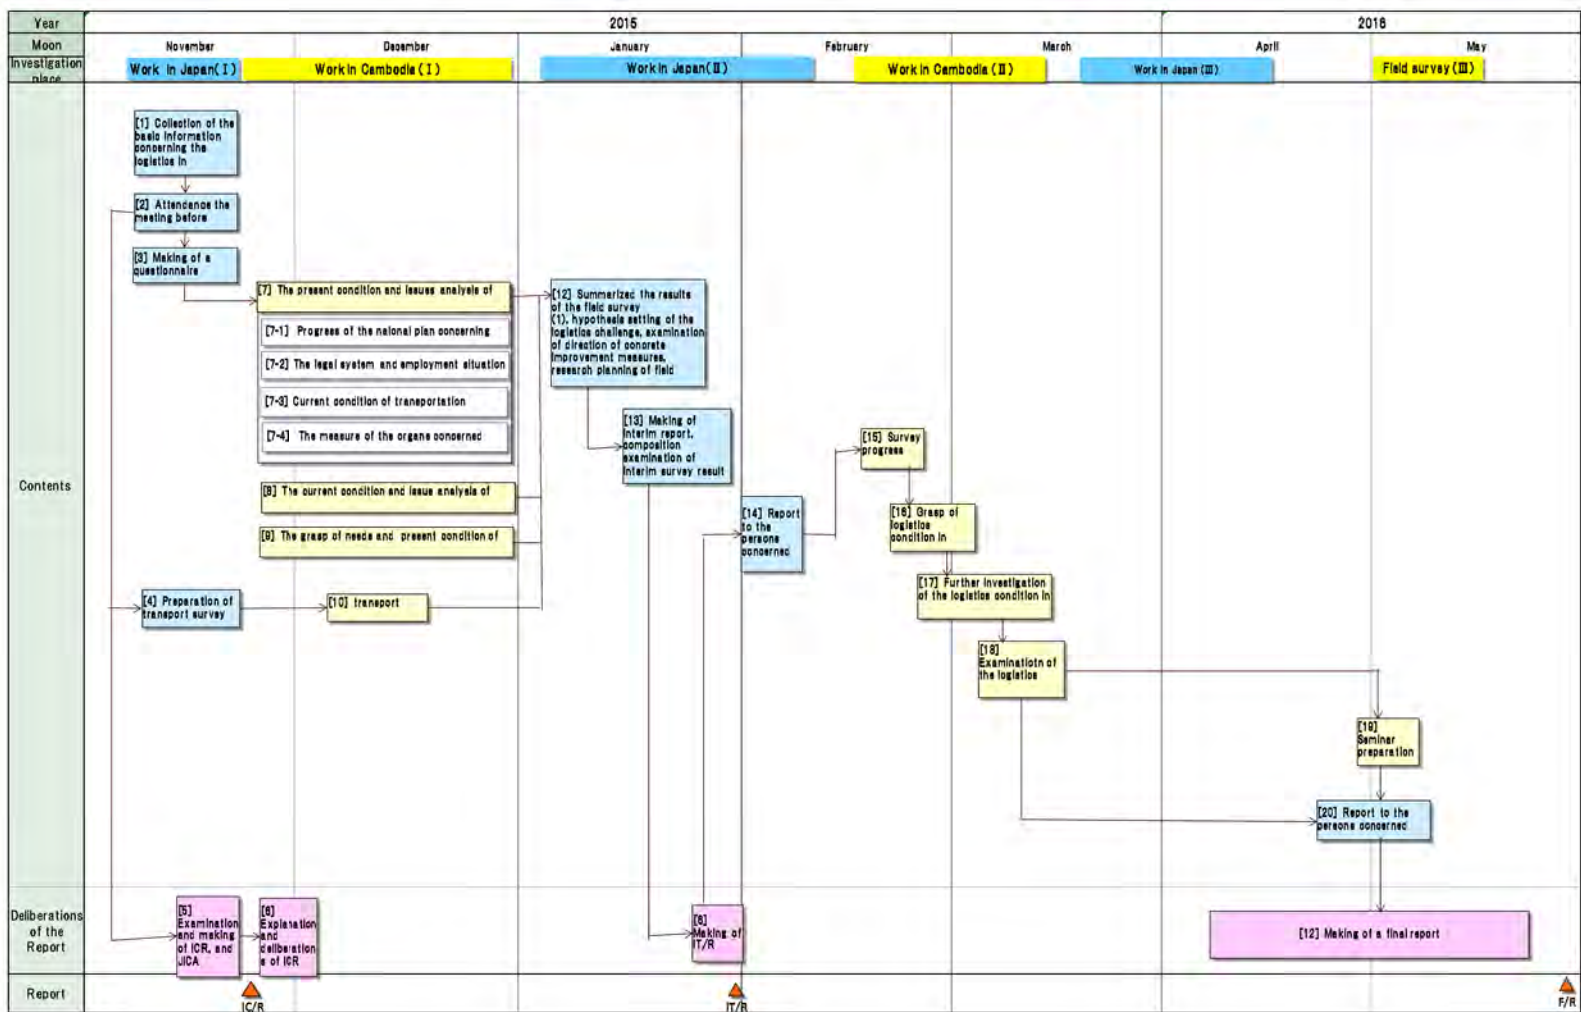 Year
2015
2016
Moon
November
December
January
February
March
April
May
Investigation
place
Work in Japan(Ⅰ)
Work in Cambodia(Ⅰ)
Work in Japan(Ⅱ)
Work in Cambodia(Ⅱ)
Work in Japan(Ⅲ)
Field survey(Ⅲ)
Contents
[1] Collection of the
basic information
concerning the
logistics in
[2] Attendance the
meeting before
[3] Making of a
questionnaire
[7] The present condition and issues analysis of
[7-1] Progress of the naional plan concerning
[7-2] The legal system and employment situation
[7-3] Current condition of transportation
[7-4] The measure of the organs concerned
[8] The current condition and issue analysis of
[9] The grasp of needs and present condition of
[4] Preparation of
transport survey
[10] transport
[12] Summarized the results
of the field survey
(1), hypothesis setting of the
logistics challenge, examination
of direction of concrete
improvement measures,
research planning of field
[13] Making of
interim report,
composition
examination of
interim survey result
[14] Report
to the
persons
concerned
[15] Survey
progress
[16] Grasp of
logistics
condition in
[17] Further investigation
of the logistics condition in
[18]
Examinatiotn of
the logistics
[19]
Seminar
preparation
[20] Report to the
persons concerned
Deliberations
of the
Report
[5]
Examination
and making
of ICR, and
JICA
[6]
Explanation
and
deliberation
s of ICR
[8]
Making of
IT/R
[12] Making of a final report
Report
IC/R
IT/R
F/R